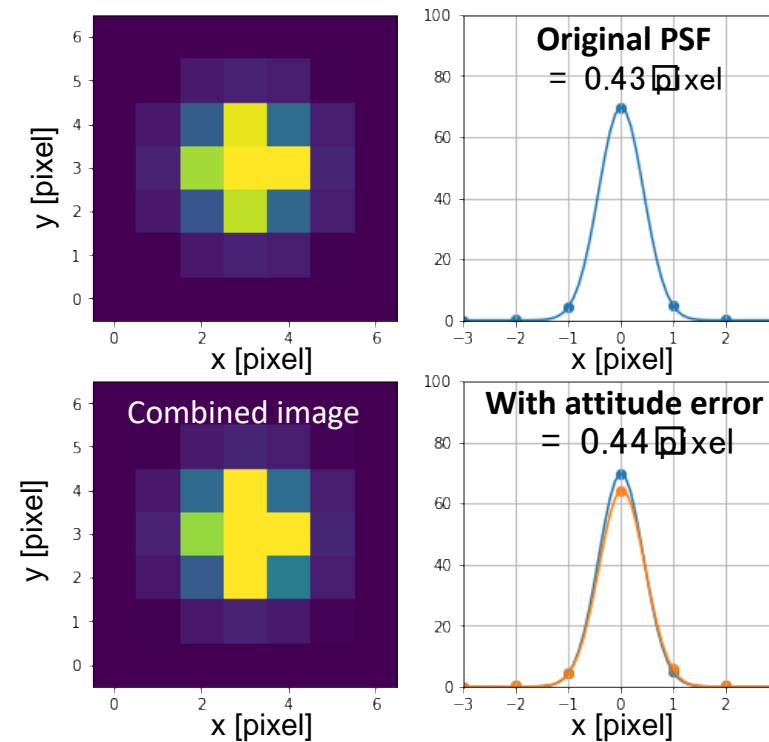 6
5
4
3
2
1
0
y [pixel]
0 2 4 6
x [pixel]
100
80
60
40
20
0
Original PSF
= 0.43 pixel
−3 −2 −1 0 1 2
x [pixel]
6
5
4
3
2
1
0
y [pixel]
Combined image
0 2 4 6
x [pixel]
100
80
60
40
20
0
With attitude error
= 0.44 pixel
−3 −2 −1 0 1 2
x [pixel]